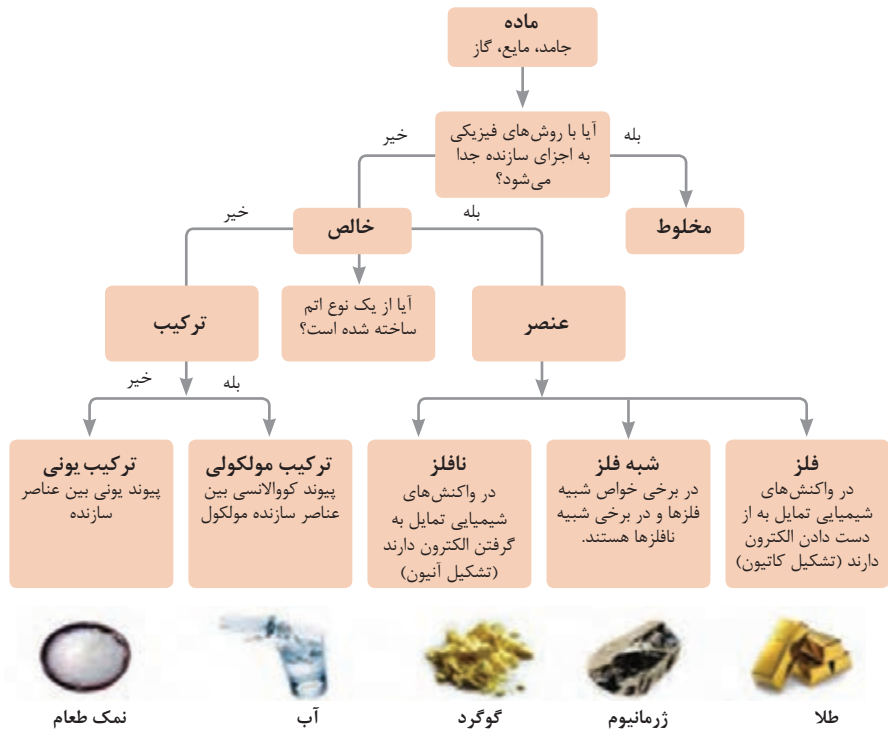 ماده
جامد، مایع، گاز
آیا با روش‌های فیزیکی
به اجزای سازنده جدا
می‌شود؟
بله
خیر
مخلوط
خالص
بله
خیر
آیا از یک نوع اتم
ساخته شده است؟
عنصر
ترکیب
بله
خیر
فلز
در واکنش‌های
شیمیایی تمایل به از
دست دادن الکترون
دارند (تشکیل کاتیون)
شبه فلز
در برخی خواص شبیه
فلزها و در برخی شبیه
نافلزها هستند.
نافلز
در واکنش‌های
شیمیایی تمایل به
گرفتن الکترون دارند
(تشکیل آنیون)
ترکیب مولکولی
پیوند کووالانسی بین
عناصر سازنده مولکول
ترکیب یونی
پیوند یونی بین عناصر
سازنده
طلا
ژرمانیوم
گوگرد
آب
نمک طعام